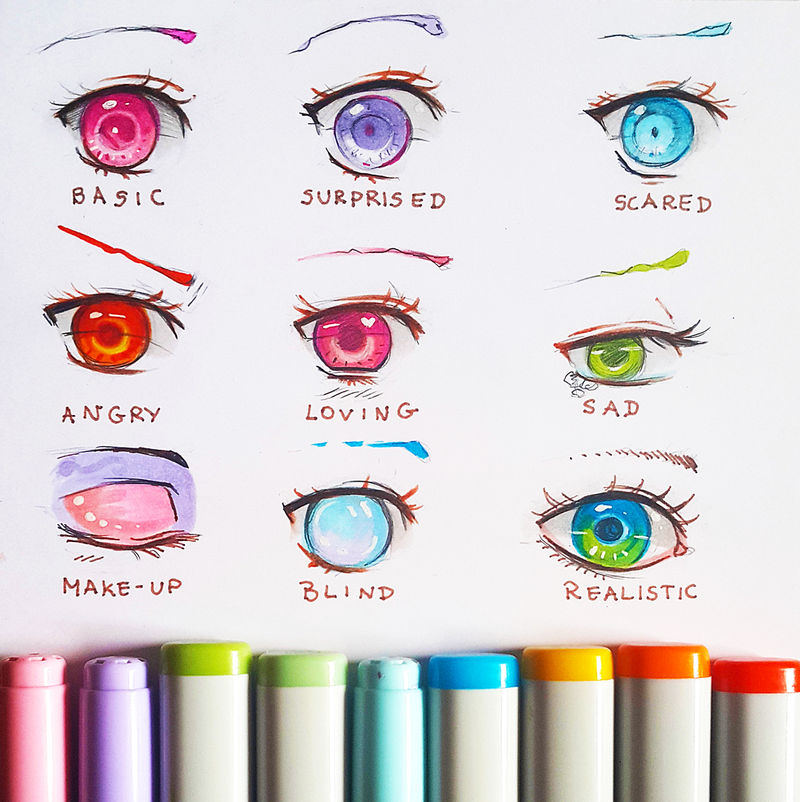 BASIC
SURPRISED
SCARED
ANGRY
LOVING
SAD
MAKE-UP
BLIND
REALISTIC